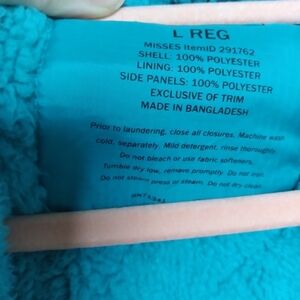 L REG
MISSES ItemID 291762
SHELL: 100% POLYESTER
LINING: 100% POLYESTER
SIDE PANELS: 100% POLYESTER
EXCLUSIVE OF TRIM
MADE IN BANGLADESH
Prior to laundering, close all closures. Machine wash
cold, separately. Mild detergent, rinse thoroughly.
Do not bleach or use fabric softeners.
Tumble dry low, remove promptly. Do not iron.
Do not steam press or steam. Do not dry clean.